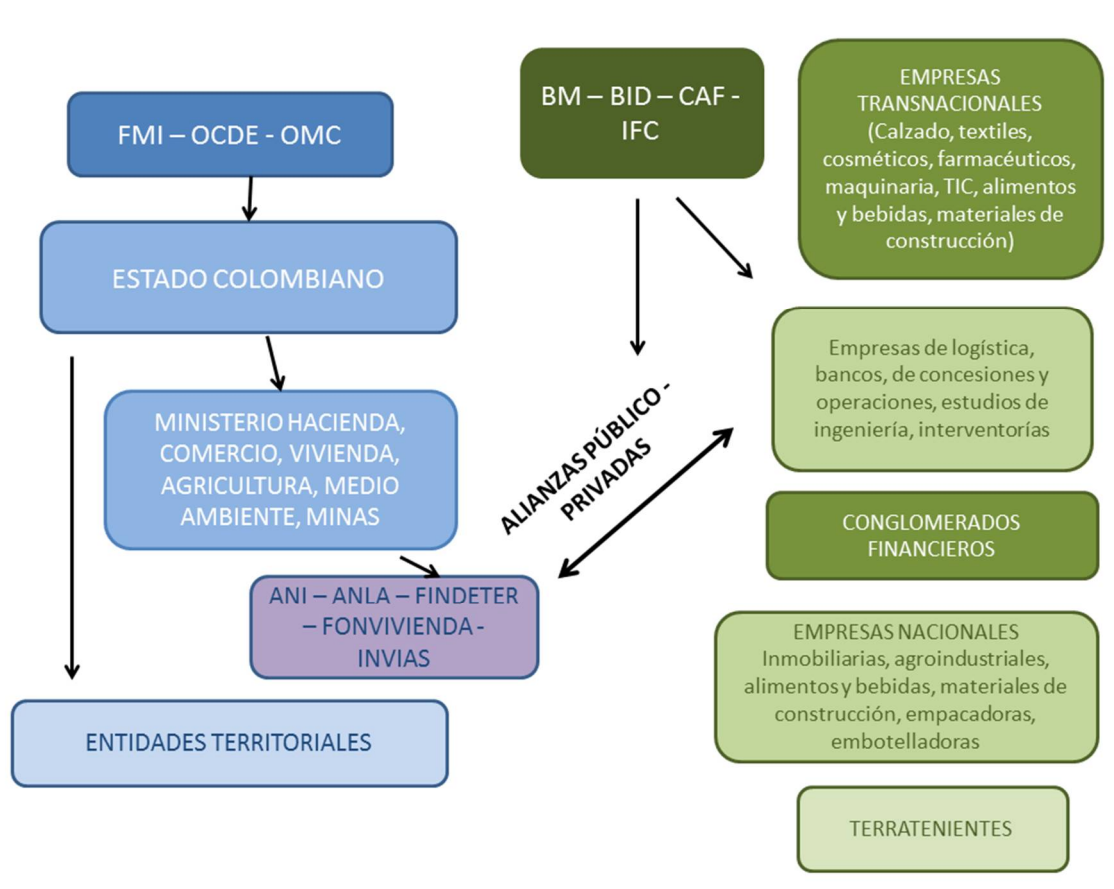 FMI – OCDE - OMC
ESTADO COLOMBIANO
MINISTERIO HACIENDA,
COMERCIO, VIVIENDA,
AGRICULTURA, MEDIO
AMBIENTE, MINAS
ANI – ANLA – FINDETER
– FONVIVIENDA -
INVIAS
ENTIDADES TERRITORIALES
BM – BID – CAF -
IFC
ALIANZAS PÚBLICO -
PRIVADAS
EMPRESAS
TRANSNACIONALES
(Calzado, textiles,
cosméticos, farmacéuticos,
maquinaria, TIC, alimentos
y bebidas, materiales de
construcción)
Empresas de logística,
bancos, de concesiones y
operaciones, estudios de
ingeniería, interventorías
CONGLOMERADOS
FINANCIEROS
EMPRESAS NACIONALES
Inmobiliarias, agroindustriales,
alimentos y bebidas, materiales de
construcción, empacadoras,
embotelladoras
TERRATENIENTES